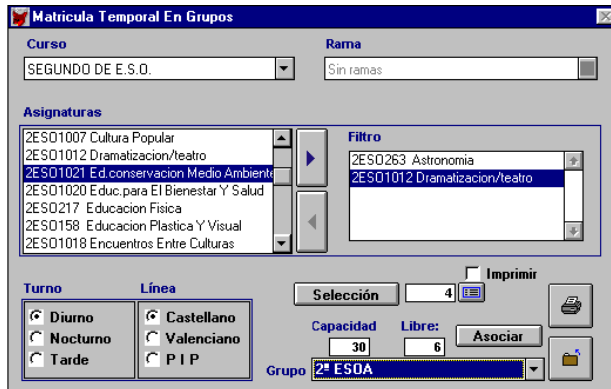 Matricula Temporal En Grupos
Curso
Rama
SEGUNDO DE E.S.O.
Sin ramas
Asignaturas
2ESO1007 Cultura Popular
2ESO1012 Dramatizacion/teatro
2ESO1021 Ed.conservacion Medio Ambiente
2ESO1020 Educ.para El Bienestar Y Salud
2ESO217 Educacion Fisica
2ESO158 Educacion Plastica Y Visual
2ESO1018 Encuentros Entre Culturas
Filtro
2ESO263 Astronomia
2ESO1012 Dramatizacion/teatro
Turno
Diurno
Nocturno
Tarde
Línea
Castellano
Valenciano
P I P
Imprimir
Selección
4
Capacidad
Libre:
30
6
Asociar
Grupo
2ª ESOA